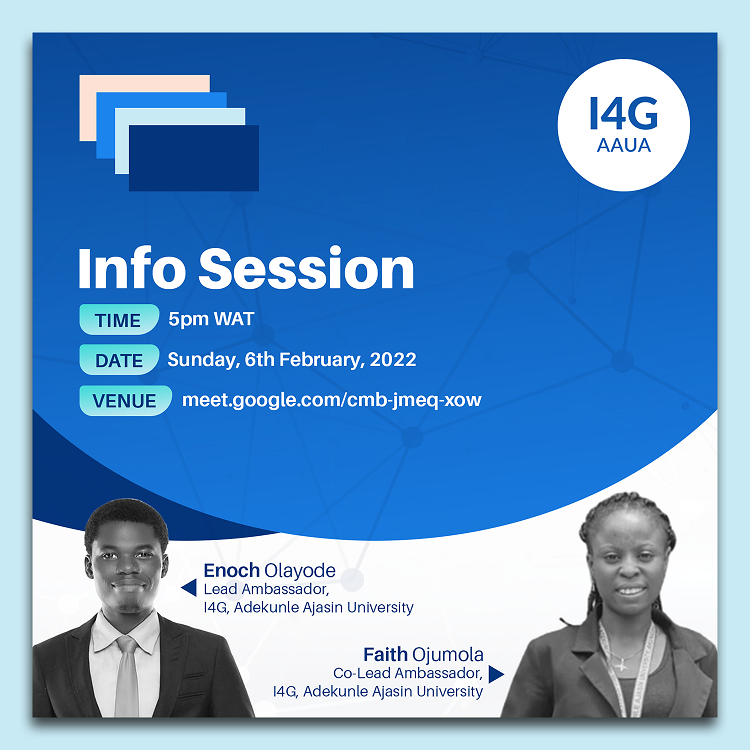 I4G
AAUA
Info Session
TIME 5pm WAT
DATE Sunday, 6th February, 2022
VENUE meet.google.com/cmb-jmeq-xow
Enoch Olayode
Lead Ambassador,
I4G, Adekunle Ajasin University
Faith Ojumola
Co-Lead Ambassador,
I4G, Adekunle Ajasin University